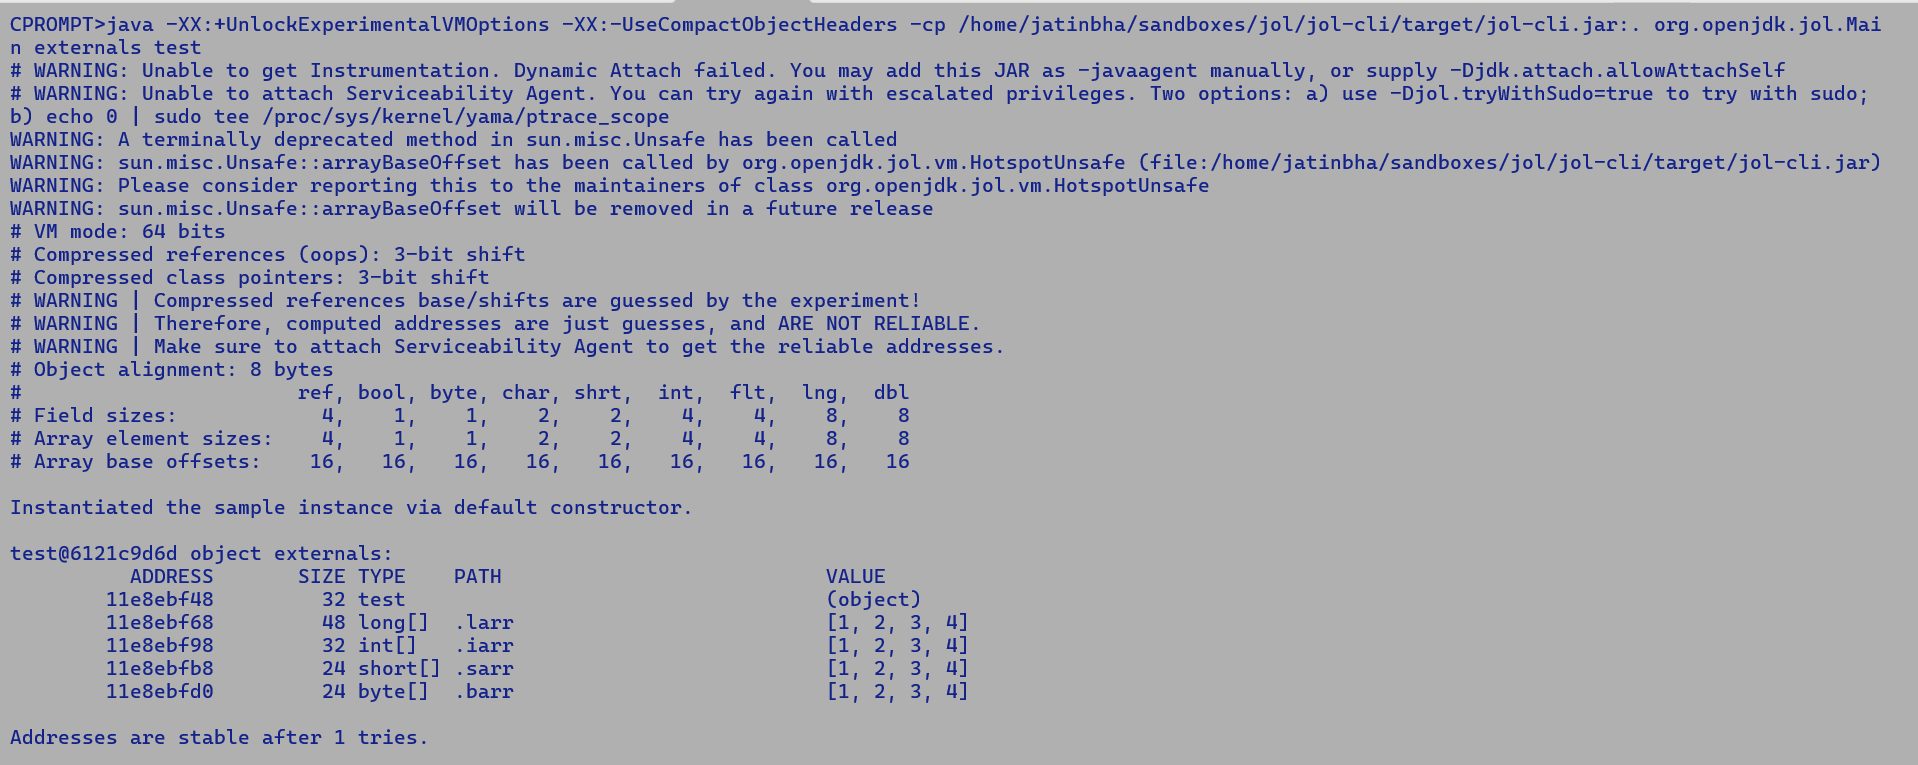 CPROMPT>java -XX:+UnlockExperimentalVMOptions -XX:-UseCompactObjectHeaders -cp /home/jatinbha/sandboxes/jol/jol-cli/target/jol-cli.jar:. org.openjdk.jol.Mai
n externals test
# WARNING: Unable to get Instrumentation. Dynamic Attach failed. You may add this JAR as -javaagent manually, or supply -Djdk.attach.allowAttachSelf
# WARNING: Unable to attach Serviceability Agent. You can try again with escalated privileges. Two options: a) use -Djol.tryWithSudo=true to try with sudo;
b) echo 0 | sudo tee /proc/sys/kernel/yama/ptrace_scope
WARNING: A terminally deprecated method in sun.misc.Unsafe has been called
WARNING: sun.misc.Unsafe::arrayBaseOffset has been called by org.openjdk.jol.vm.HotspotUnsafe (file:/home/jatinbha/sandboxes/jol/jol-cli/target/jol-cli.jar)
WARNING: Please consider reporting this to the maintainers of class org.openjdk.jol.vm.HotspotUnsafe
WARNING: sun.misc.Unsafe::arrayBaseOffset will be removed in a future release
# VM mode: 64 bits
# Compressed references (oops): 3-bit shift
# Compressed class pointers: 3-bit shift
# WARNING | Compressed references base/shifts are guessed by the experiment!
# WARNING | Therefore, computed addresses are just guesses, and ARE NOT RELIABLE.
# WARNING | Make sure to attach Serviceability Agent to get the reliable addresses.
# Object alignment: 8 bytes
#                       ref, bool, byte, char, shrt,  int,  flt,  lng,  dbl
# Field sizes:            4,    1,    1,    2,    2,    4,    4,    8,    8
# Array element sizes:    4,    1,    1,    2,    2,    4,    4,    8,    8
# Array base offsets:    16,   16,   16,   16,   16,   16,   16,   16,   16
Instantiated the sample instance via default constructor.
test@6121c9d6d object externals:
          ADDRESS       SIZE TYPE    PATH                           VALUE
        11e8ebf48         32 test                                   (object)
        11e8ebf68         48 long[]  .larr                          [1, 2, 3, 4]
        11e8ebf98         32 int[]   .iarr                          [1, 2, 3, 4]
        11e8ebfb8         24 short[] .sarr                          [1, 2, 3, 4]
        11e8ebfd0         24 byte[]  .barr                          [1, 2, 3, 4]
Addresses are stable after 1 tries.